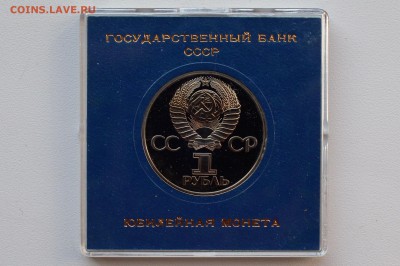 COINS.LAVE.RU
ГОСУДАРСТВЕННЫЙ БАНК
СССР
СС СР
1
РУБЛЬ
ЮБИЛЕЙНАЯ МОНЕТА